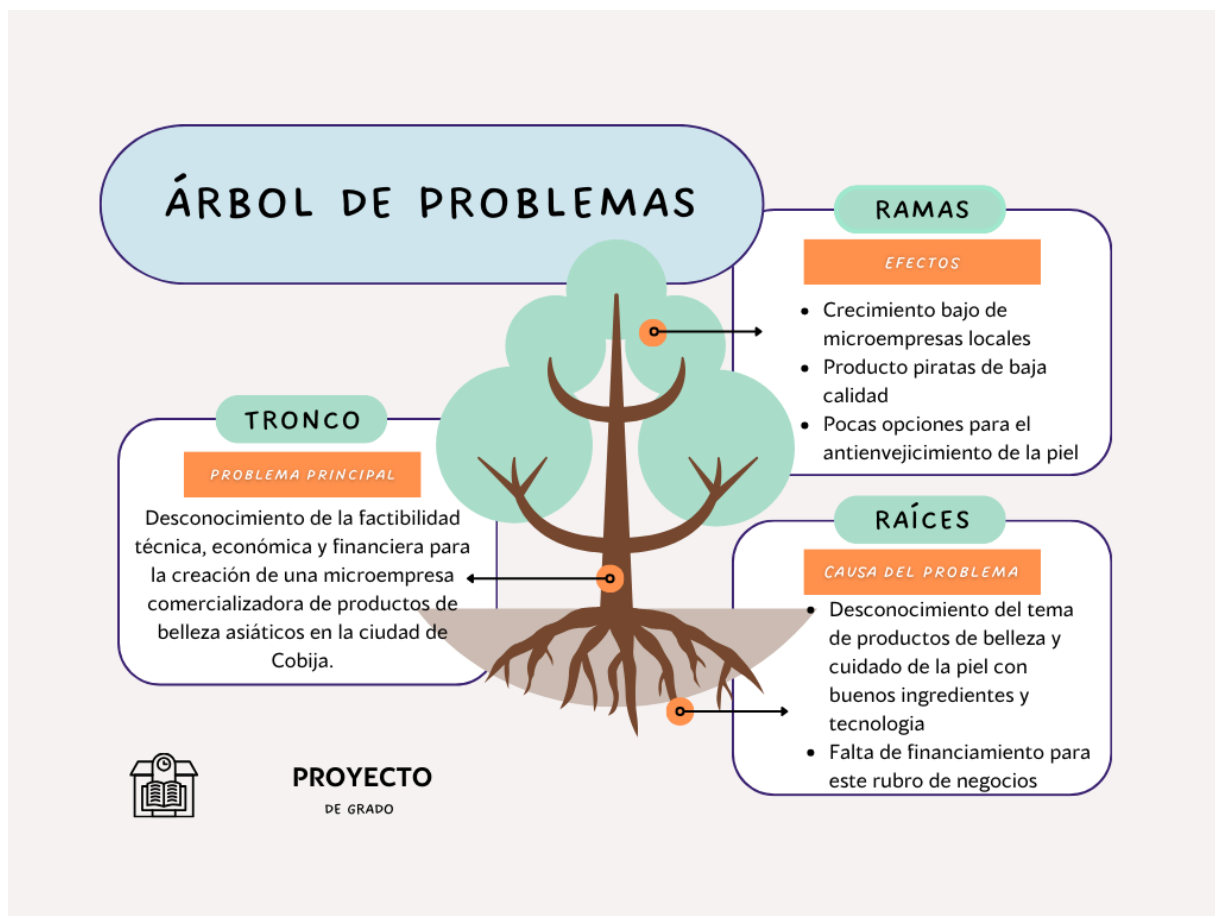 ÁRBOL DE PROBLEMAS
RAMAS
EFECTOS
• Crecimiento bajo de
microempresas locales
• Producto piratas de baja
calidad
• Pocas opciones para el
antienvejicimiento de la piel
TRONCO
PROBLEMA PRINCIPAL
Desconocimiento de la factibilidad
técnica, económica y financiera para
la creación de una microempresa
comercializadora de productos de
belleza asiáticos en la ciudad de
Cobija.
RAÍCES
CAUSA DEL PROBLEMA
• Desconocimiento del tema
de productos de belleza y
cuidado de la piel con
buenos ingredientes y
tecnologia
• Falta de financiamiento para
este rubro de negocios
PROYECTO
DE GRADO